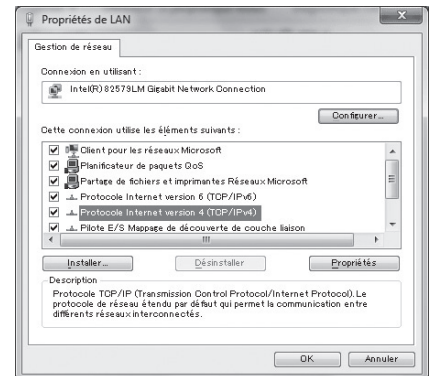 Propriétés de LAN
Gestion de réseau
Connexion en utilisant :
Intel(R) 82579LM Gigabit Network Connection
Configurer...
Cette connexion utilise les éléments suivants :
Client pour les réseaux Microsoft
Planificateur de paquets QoS
Partage de fichiers et imprimantes Réseaux Microsoft
Protocole Internet version 6 (TCP/IPv6)
Protocole Internet version 4 (TCP/IPv4)
Pilote E/S Mappage de découverte de couche liaison
Installer...
Désinstaller
Propriétés
Description
Protocole TCP/IP (Transmission Control Protocol/Internet Protocol). Le
protocole de réseau étendu par défaut qui permet la communication entre
différents réseaux interconnectés.
OK
Annuler